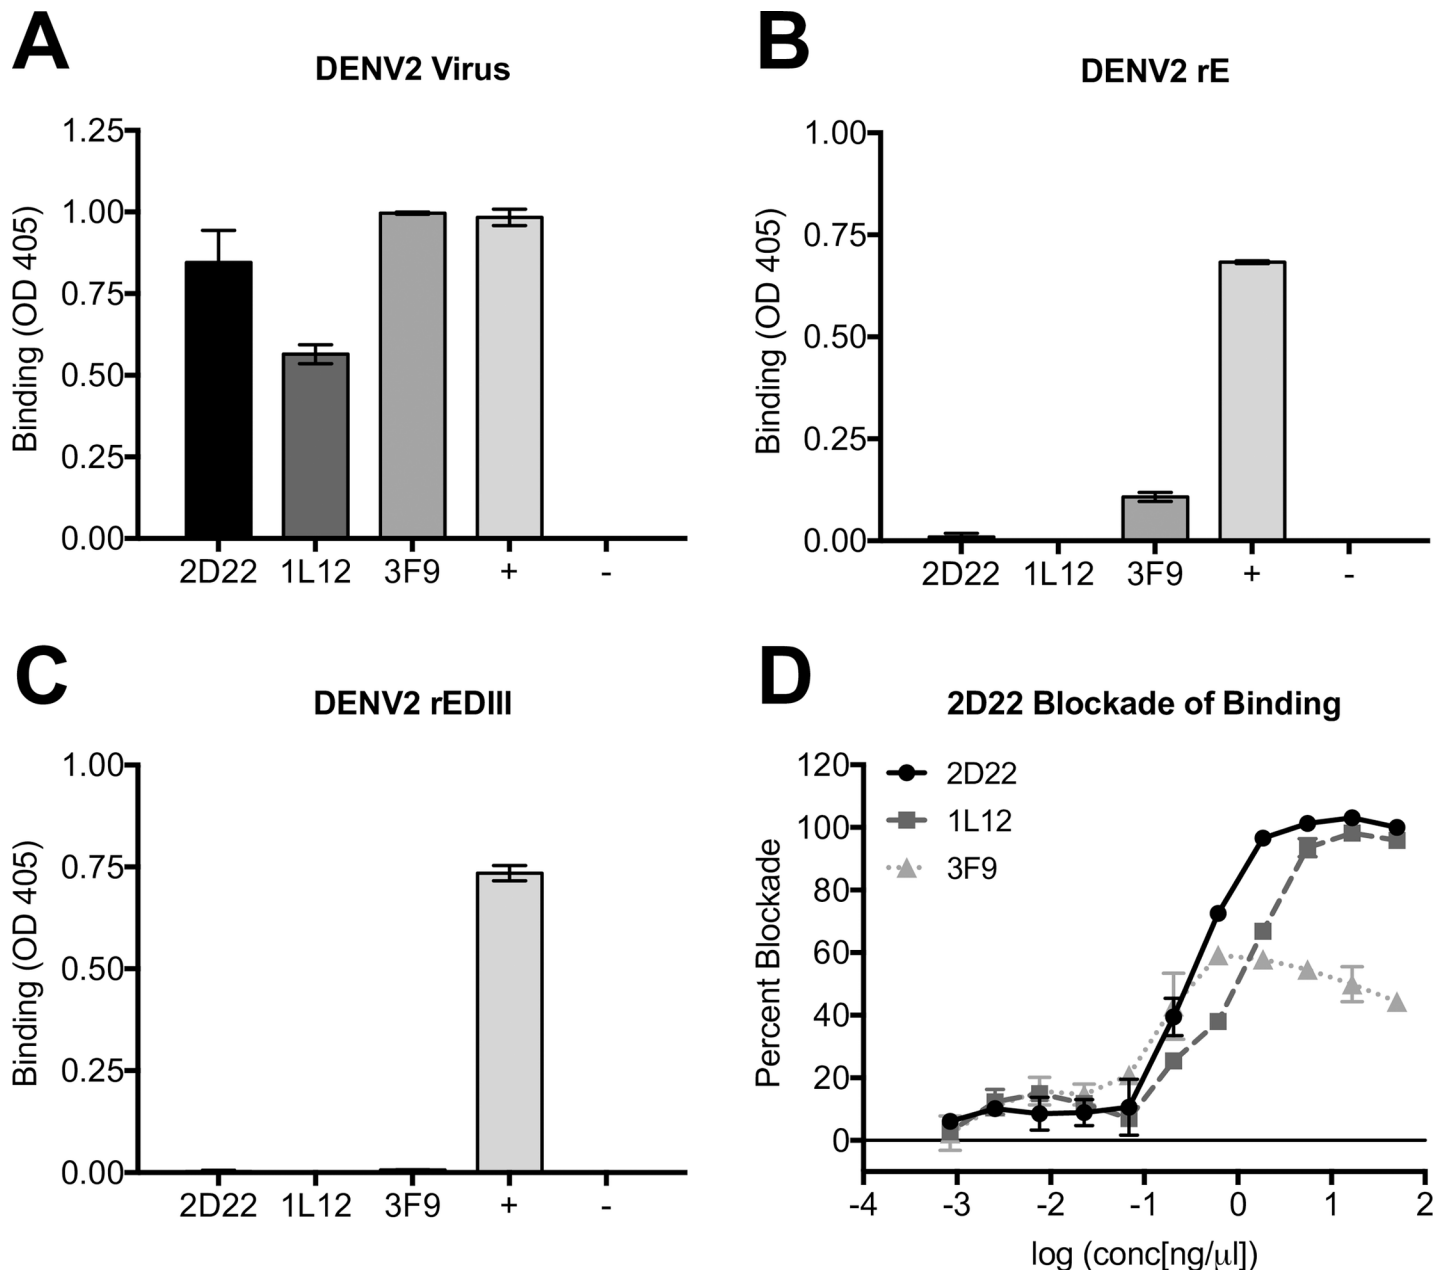 A
DENV2 Virus
Binding (OD 405)
1.25
1.00
0.75
0.50
0.25
0.00
2D22 1L12 3F9 + -
B
DENV2 rE
Binding (OD 405)
1.00
0.75
0.50
0.25
0.00
2D22 1L12 3F9 + -
C
DENV2 rEDIII
Binding (OD 405)
1.00
0.75
0.50
0.25
0.00
2D22 1L12 3F9 + -
D
2D22 Blockade of Binding
2D22
1L12
3F9
Percent Blockade
120
100
80
60
40
20
0
-4 -3 -2 -1 0 1 2
log (conc[ng/μl])